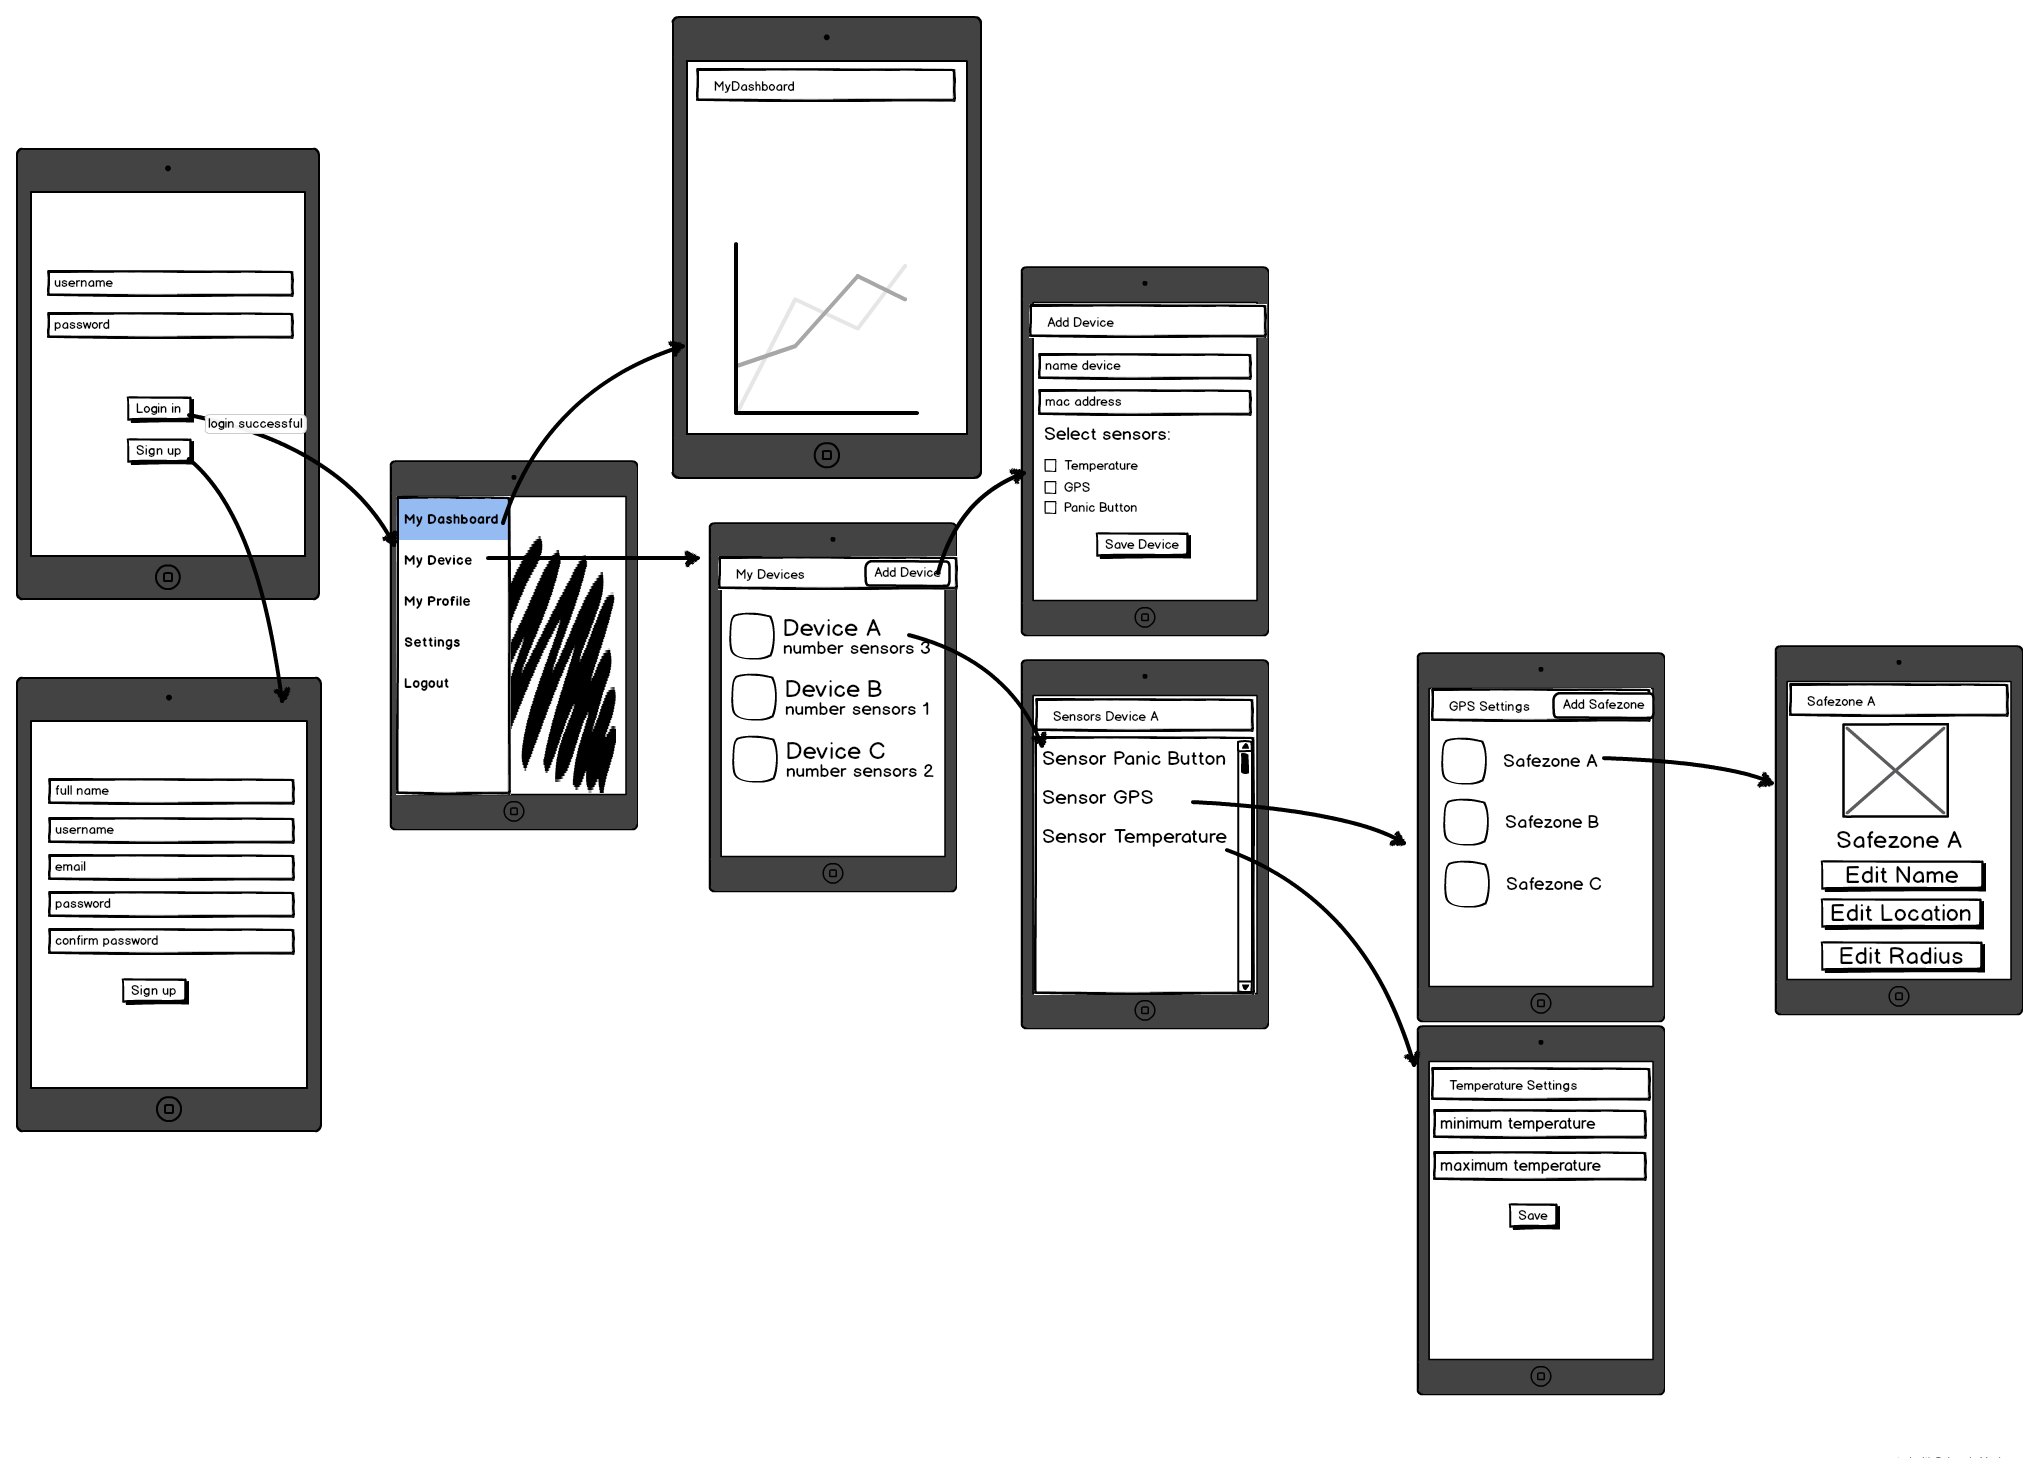 username
password
Login in
login successful
Sign up
full name
username
email
password
confirm password
Sign up
My Dashboard
My Device
My Profile
Settings
Logout
MyDashboard
My Devices
Add Device
Device A
number sensors 3
Device B
number sensors 1
Device C
number sensors 2
Add Device
name device
mac address
Select sensors:
Temperature
GPS
Panic Button
Save Device
Sensors Device A
Sensor Panic Button
Sensor GPS
Sensor Temperature
GPS Settings
Add Safezone
Safezone A
Safezone B
Safezone C
Safezone A
Safezone A
Edit Name
Edit Location
Edit Radius
Temperature Settings
minimum temperature
maximum temperature
Save